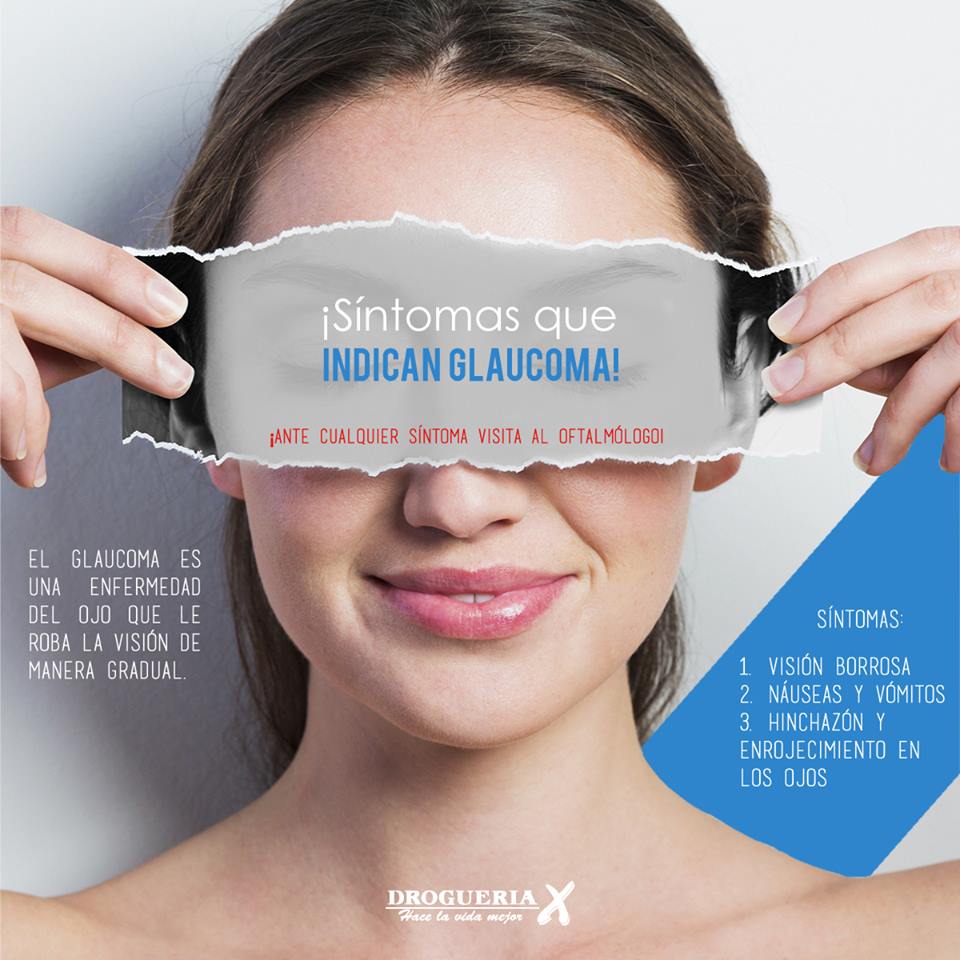 ¡Síntomas que
INDICAN GLAUCOMA!
¡ANTE CUALQUIER SÍNTOMA VISITA AL OFTALMÓLOGO!
EL GLAUCOMA ES
UNA ENFERMEDAD
DEL OJO QUE LE
ROBA LA VISIÓN DE
MANERA GRADUAL.
SÍNTOMAS:
1. VISIÓN BORROSA
2. NÁUSEAS Y VÓMITOS
3. HINCHAZÓN Y
ENROJECIMIENTO EN
LOS OJOS
DROGUERIA X
Hace la vida mejor